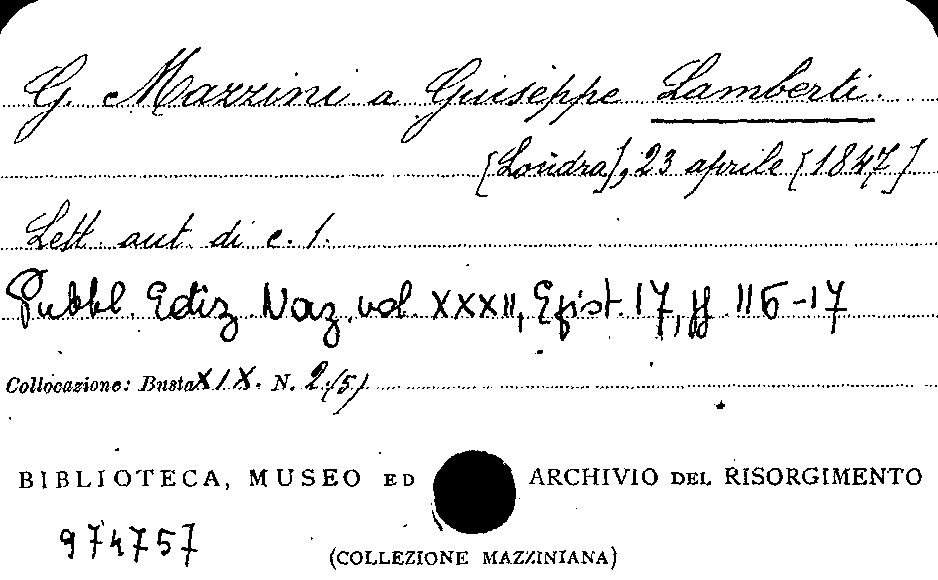 G. Mazzini a Giuseppe Lamberti.
[Londra], 23 aprile [1847]
Lett. aut. di c. 1.
Pubbl. Ediz. Naz. vol. XXXII, Epist. 17, pp. 116-17
Collocazione: Busta XIX. N. 2 (5)
BIBLIOTECA, MUSEO ED ARCHIVIO DEL RISORGIMENTO
974757
(COLLEZIONE MAZZINIANA)